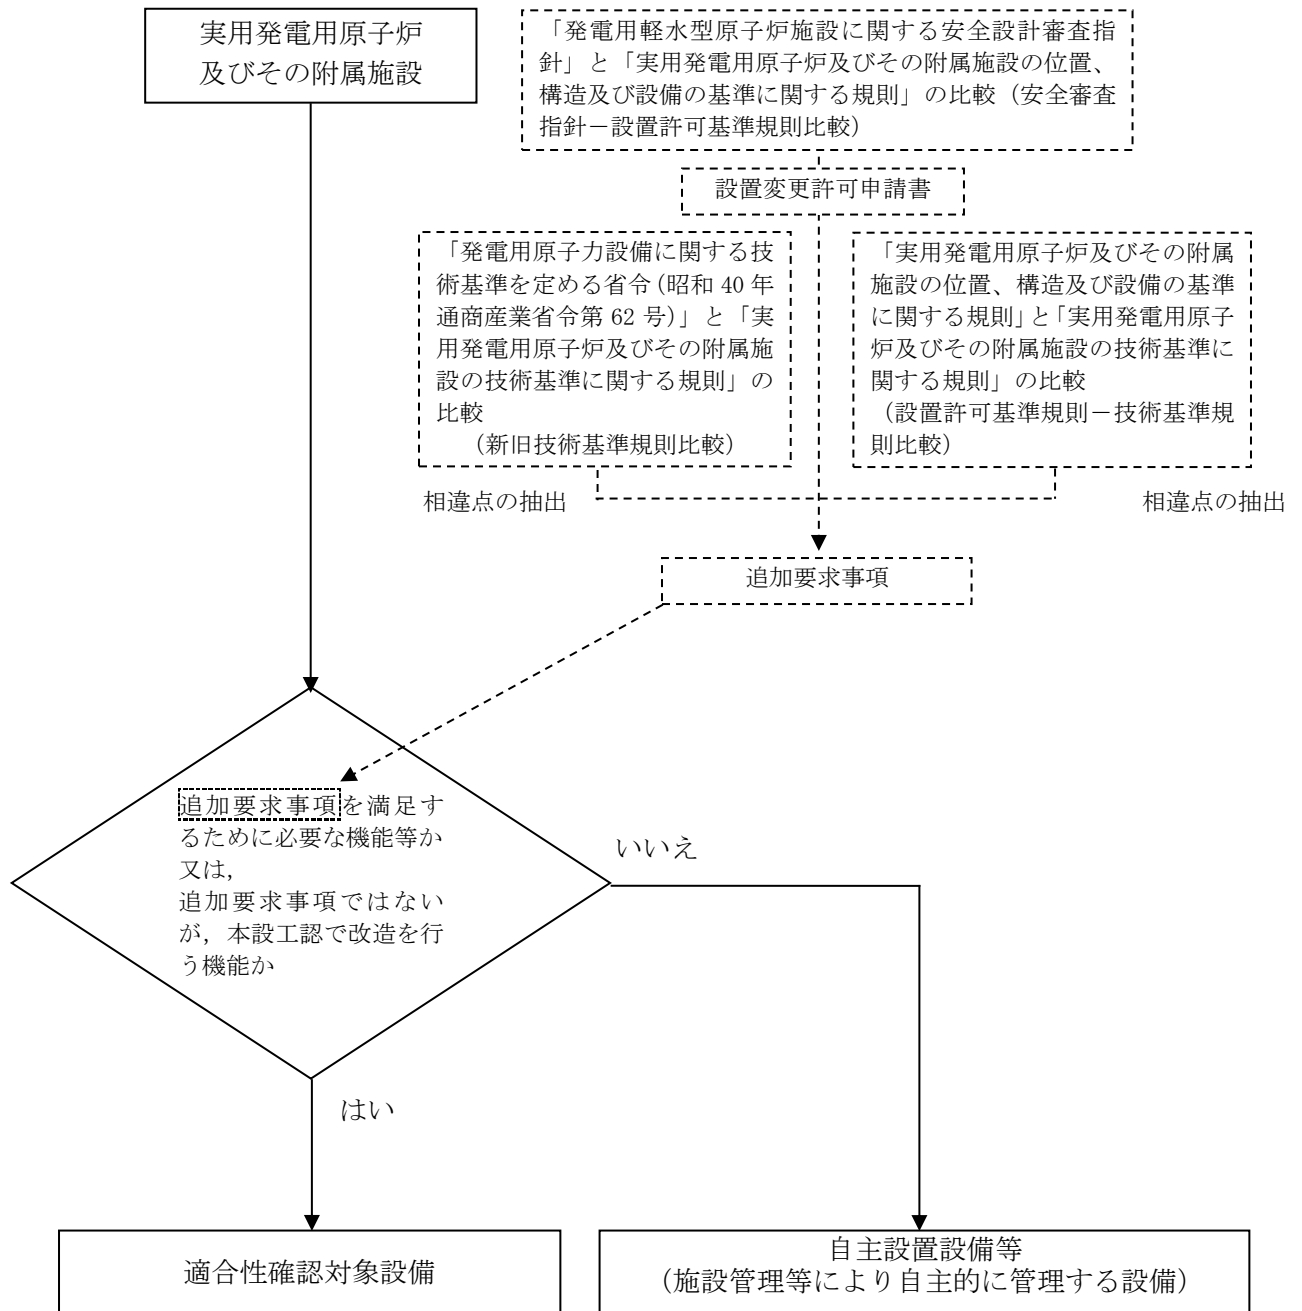 実用発電用原子炉
及びその附属施設
「発電用軽水型原子炉施設に関する安全設計審査指
針」と「実用発電用原子炉及びその附属施設の位置、
構造及び設備の基準に関する規則」の比較（安全審査
指針－設置許可基準規則比較）
設置変更許可申請書
「発電用原子力設備に関する技
術基準を定める省令(昭和 40 年
通商産業省令第 62 号)」と「実
用発電用原子炉及びその附属施
設の技術基準に関する規則」の
比較
（新旧技術基準規則比較）
「実用発電用原子炉及びその附属
施設の位置、構造及び設備の基準
に関する規則」と「実用発電用原子
炉及びその附属施設の技術基準に
関する規則」の比較
（設置許可基準規則－技術基準規
則比較）
相違点の抽出
相違点の抽出
追加要求事項
追加要求事項を満足す
るために必要な機能等か
又は，
追加要求事項ではない
が，本設工認で改造を行
う機能か
いいえ
はい
適合性確認対象設備
自主設置設備等
（施設管理等により自主的に管理する設備）